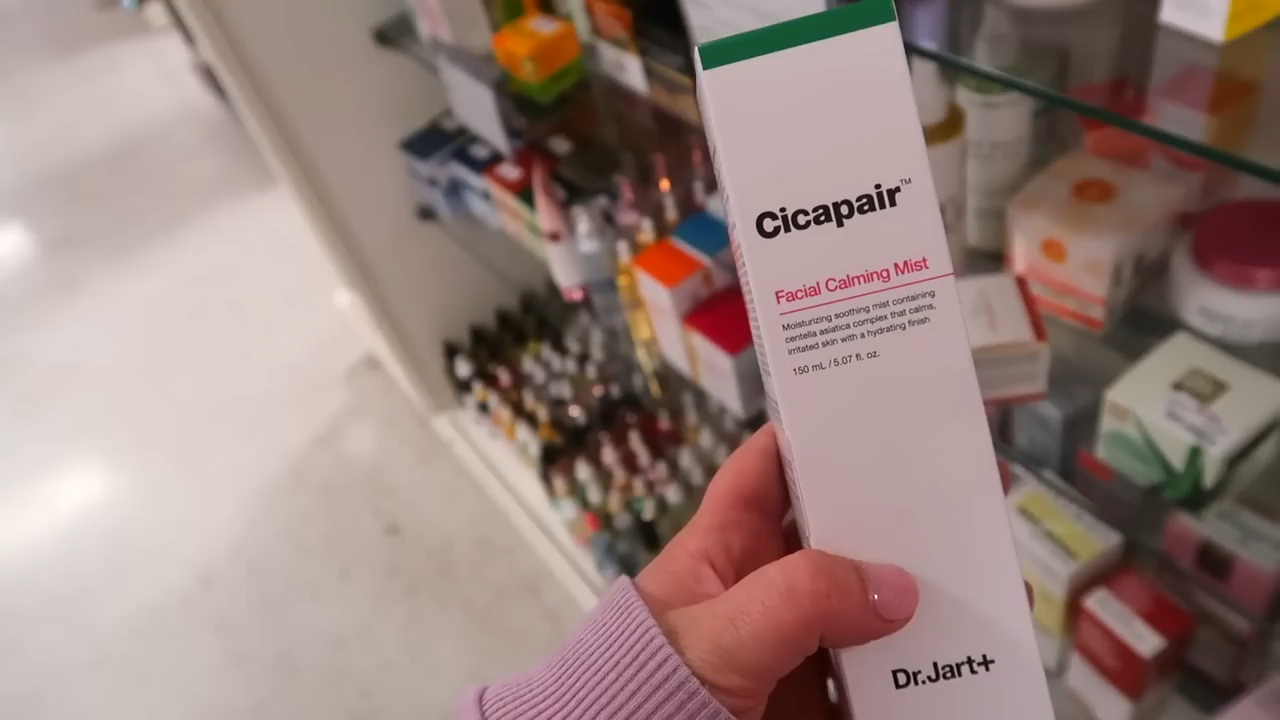 Cicapair™
Facial Calming Mist
Moisturizing soothing mist containing
centella asiatica complex that calms,
irritated skin with a hydrating finish
150 mL / 5.07 fl. oz.
Dr.Jart+